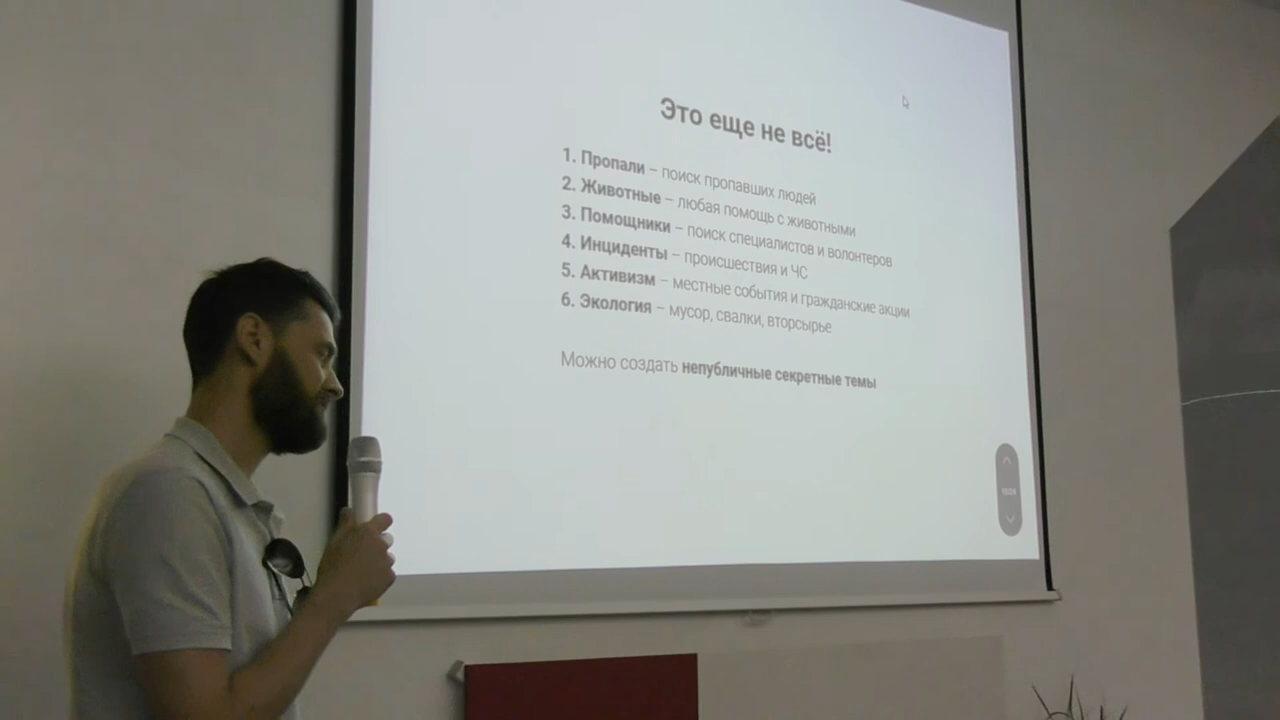 Это еще не всё!
1. Пропали – поиск пропавших людей
2. Животные – любая помощь с животными
3. Помощники – поиск специалистов и волонтеров
4. Инциденты – происшествия и ЧС
5. Активизм – местные события и гражданские акции
6. Экология – мусор, свалки, вторсырье
Можно создать непубличные секретные темы